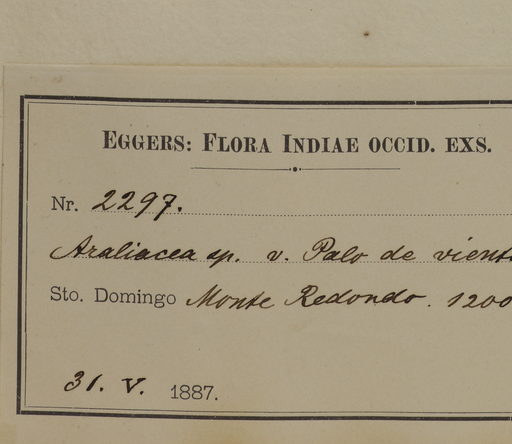 EGGERS: FLORA INDIAE OCCID. EXS.
Nr. 2297.
Araliacea sp. v. Palo de vient
Sto. Domingo Monte Redondo. 1200
31. V. 1887.